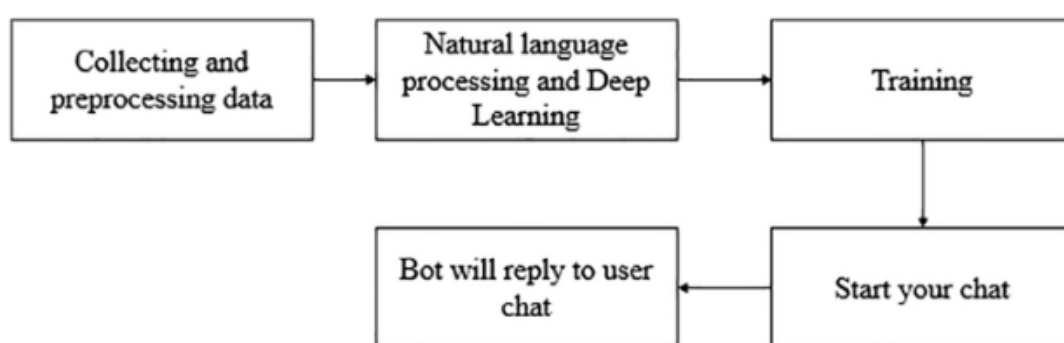 Collecting and
preprocessing data
Natural language
processing and Deep
Learning
Training
Start your chat
Bot will reply to user
chat